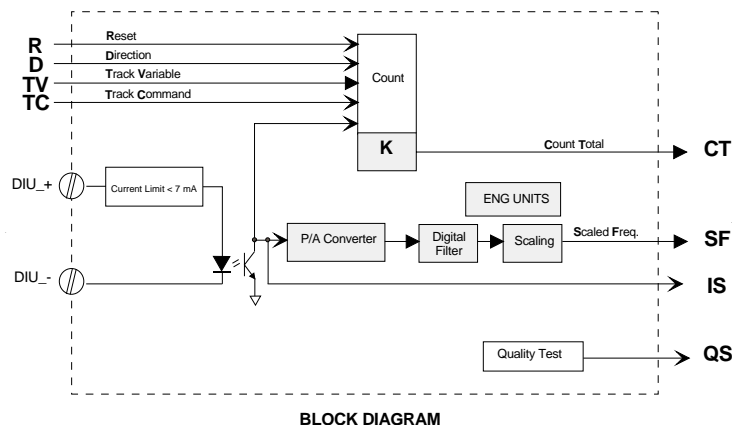 R Reset
D Direction
TV Track Variable
TC Track Command
Count
K
Count Total CT
DIU_+ Current Limit < 7 mA
ENG UNITS
P/A Converter
Digital
Filter
Scaling
Scaled Freq. SF
DIU_-
IS
Quality Test QS
BLOCK DIAGRAM